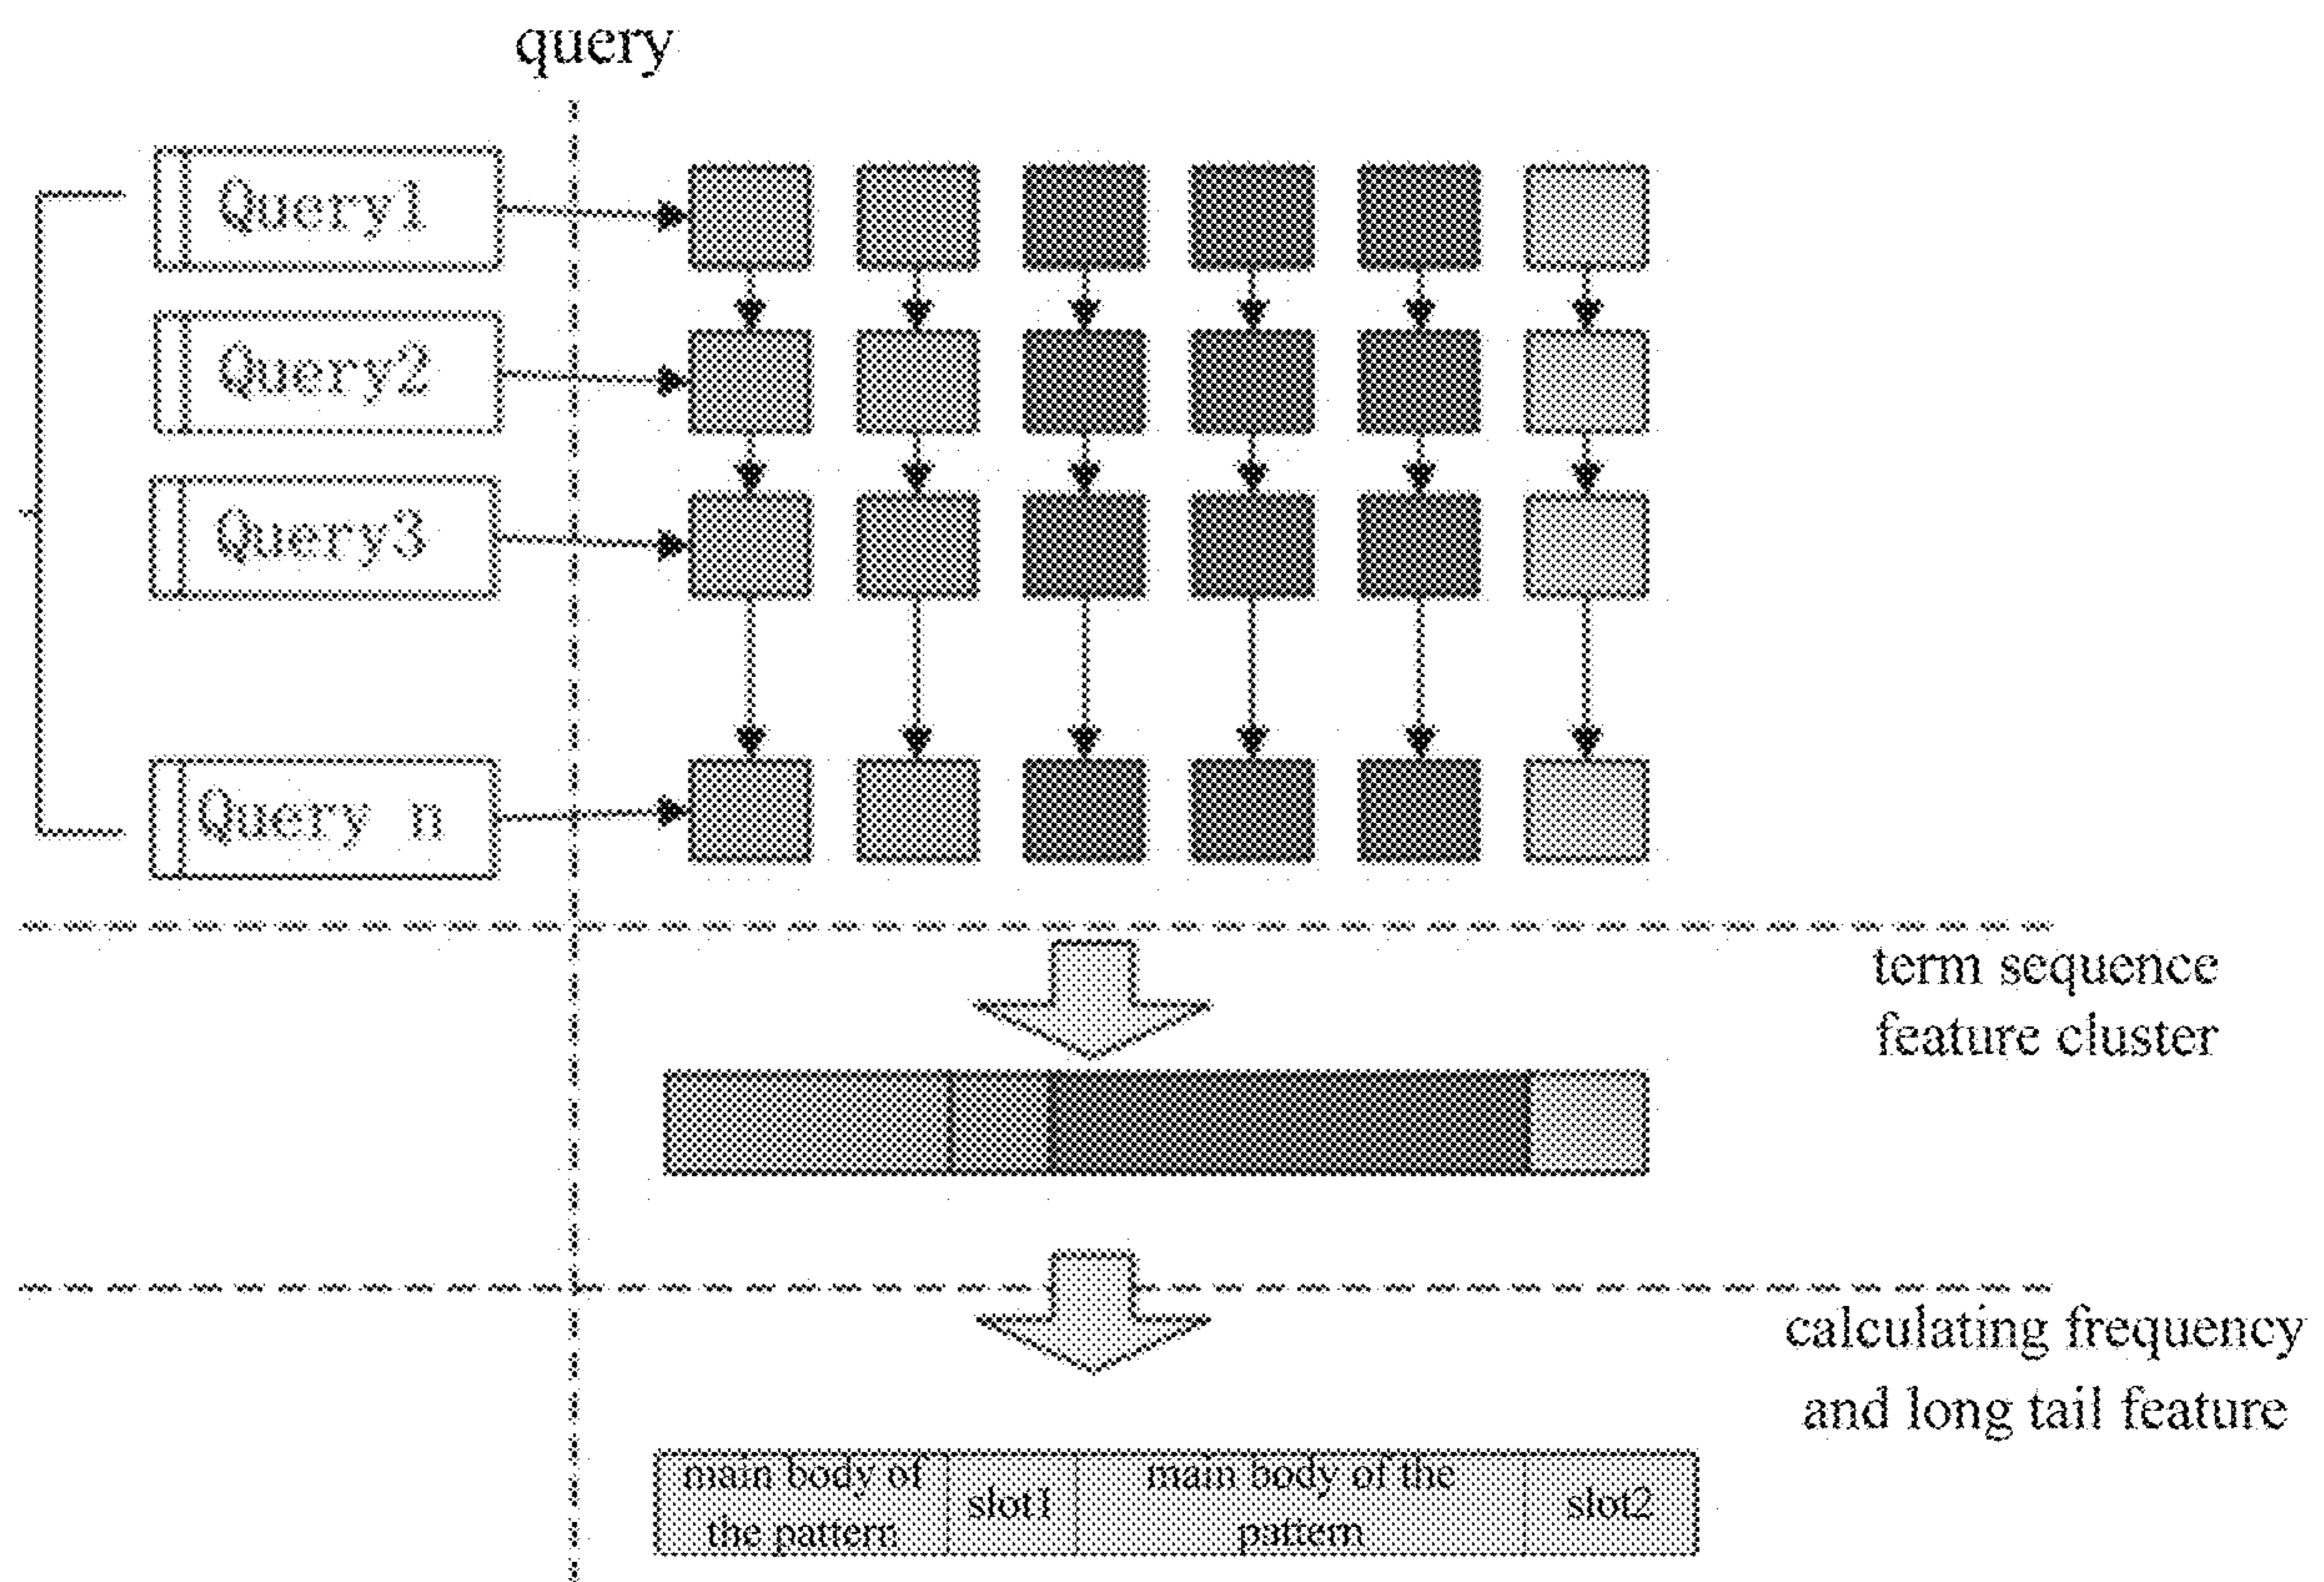 query
Query1
Query2
Query3
Query n
term sequence
feature cluster
calculating frequency
and long tail feature
main body of
the pattern
slot1
main body of the
pattern
slot2